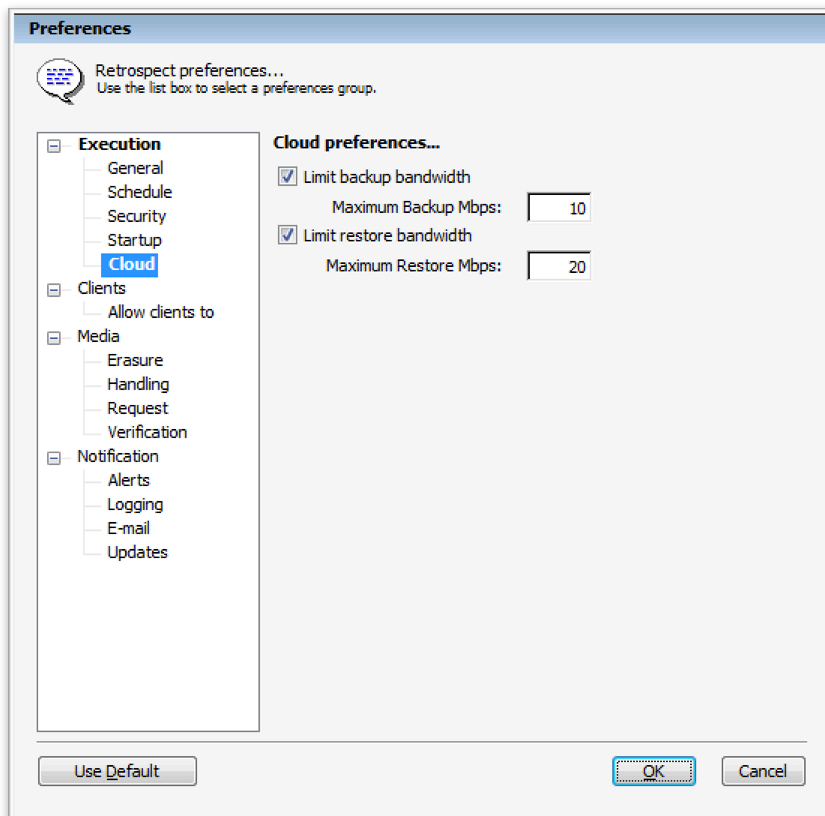 Preferences
Retrospect preferences...
Use the list box to select a preferences group.
Execution
General
Schedule
Security
Startup
Cloud
Clients
Allow clients to
Media
Erasure
Handling
Request
Verification
Notification
Alerts
Logging
E-mail
Updates
Cloud preferences...
Limit backup bandwidth
Maximum Backup Mbps: 10
Limit restore bandwidth
Maximum Restore Mbps: 20
Use Default
OK
Cancel